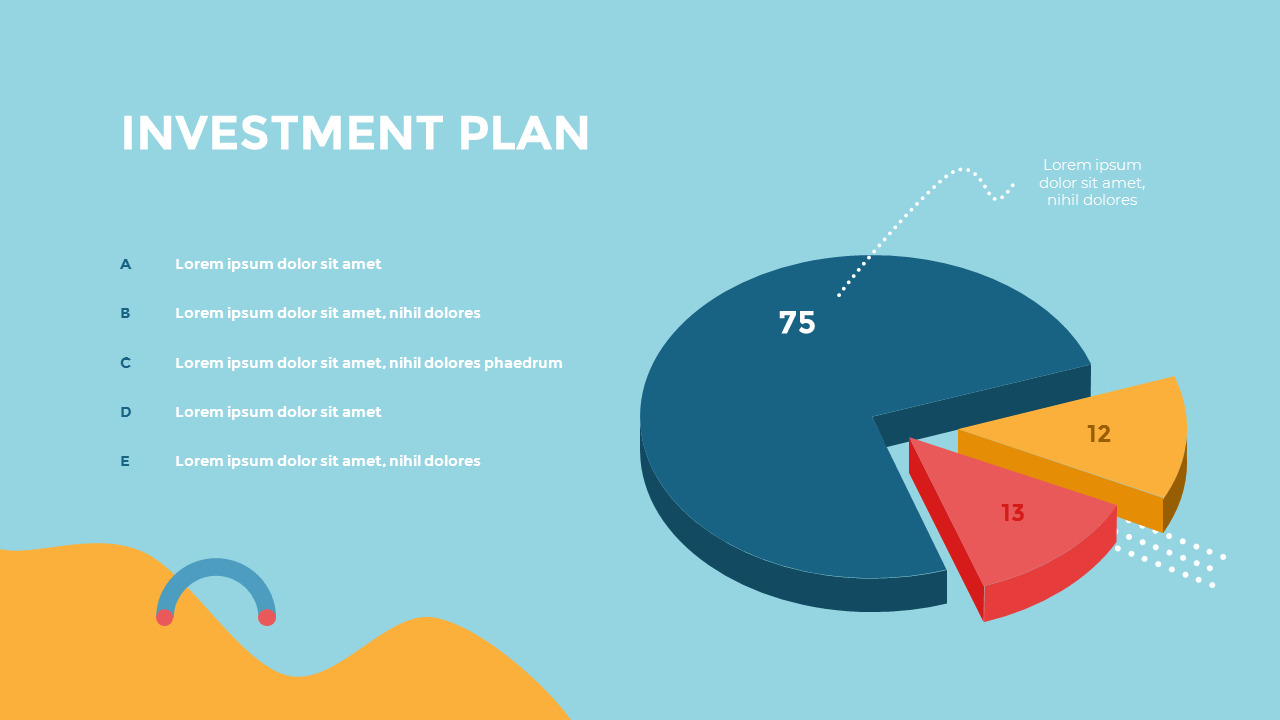 INVESTMENT PLAN
Lorem ipsum
dolor sit amet,
nihil dolores
A Lorem ipsum dolor sit amet
B Lorem ipsum dolor sit amet, nihil dolores
C Lorem ipsum dolor sit amet, nihil dolores phaedrum
D Lorem ipsum dolor sit amet
E Lorem ipsum dolor sit amet, nihil dolores
75
12
13